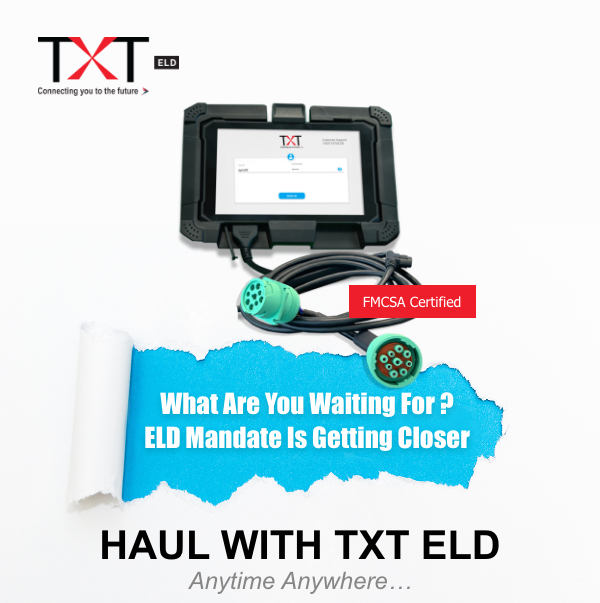 TXT ELD
Connecting you to the future
TXT
FMCSA Certified
What Are You Waiting For ?
ELD Mandate Is Getting Closer
HAUL WITH TXT ELD
Anytime Anywhere...